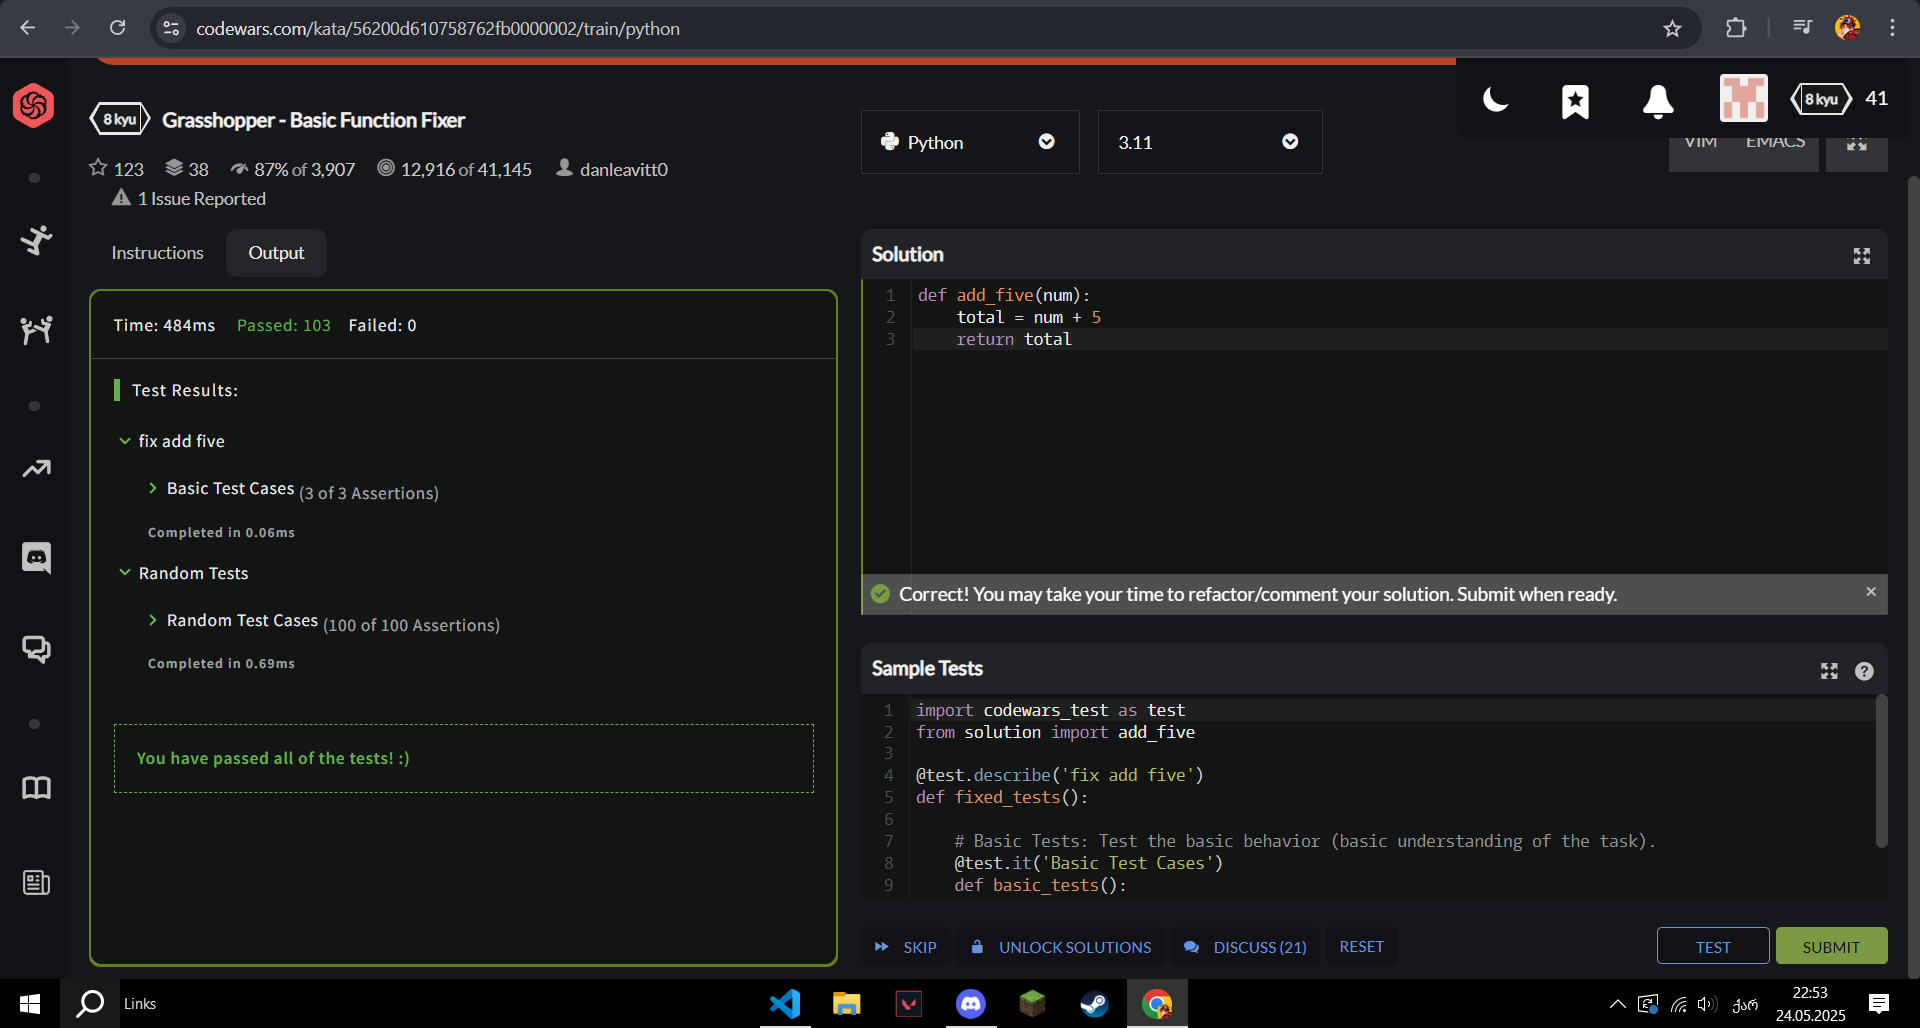 codewars.com/kata/56200d610758762fb0000002/train/python
8 kyu
Grasshopper - Basic Function Fixer
123
38
87% of 3,907
12,916 of 41,145
danleavitt0
1 Issue Reported
Python
3.11
8 kyu
41
VIM
EMACS
Instructions
Output
Time: 484ms
Passed: 103
Failed: 0
Test Results:
fix add five
Basic Test Cases (3 of 3 Assertions)
Completed in 0.06ms
Random Tests
Random Test Cases (100 of 100 Assertions)
Completed in 0.69ms
You have passed all of the tests! :)
Solution
1 def add_five(num):
2     total = num + 5
3     return total
Correct! You may take your time to refactor/comment your solution. Submit when ready.
Sample Tests
1 import codewars_test as test
2 from solution import add_five
3
4 @test.describe('fix add five')
5 def fixed_tests():
6
7     # Basic Tests: Test the basic behavior (basic understanding of the task).
8     @test.it('Basic Test Cases')
9     def basic_tests():
SKIP
UNLOCK SOLUTIONS
DISCUSS (21)
RESET
TEST
SUBMIT
Links
ქარ
22:53
24.05.2025